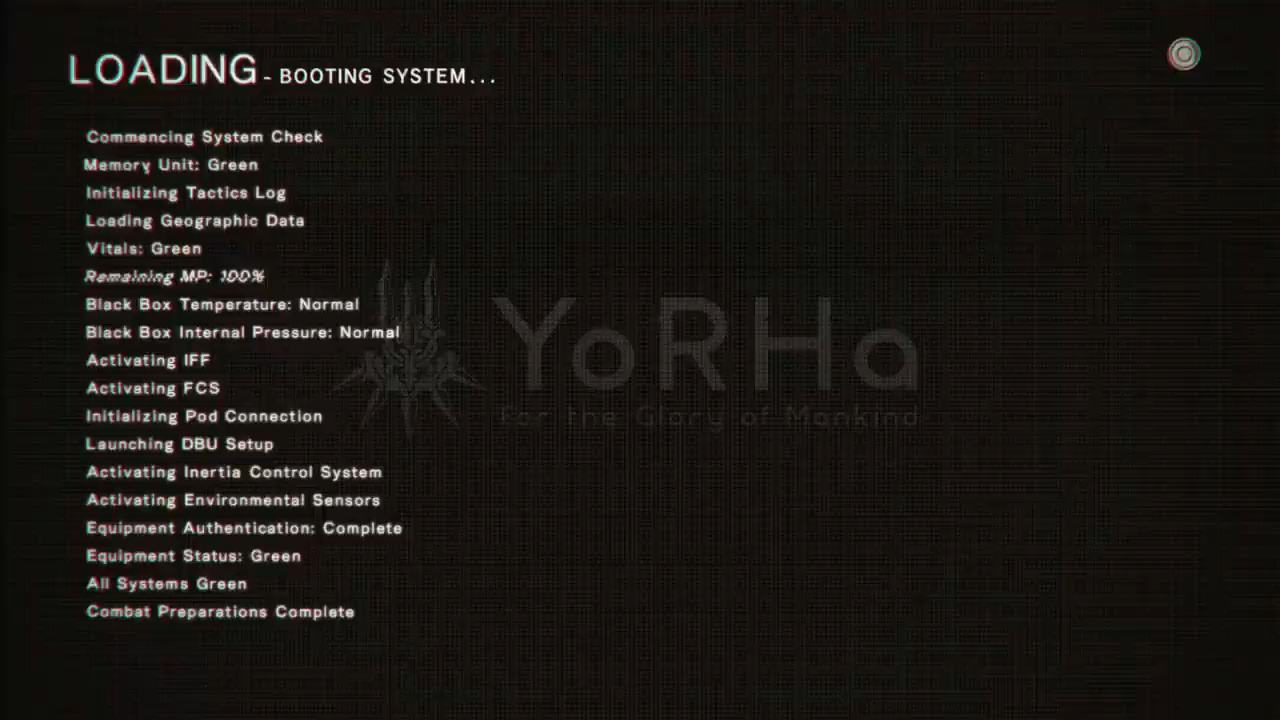 LOADING - BOOTING SYSTEM...
Commencing System Check
Memory Unit: Green
Initializing Tactics Log
Loading Geographic Data
Vitals: Green
Remaining MP: 100%
Black Box Temperature: Normal
Black Box Internal Pressure: Normal
Activating IFF
Activating FCS
Initializing Pod Connection
Launching DBU Setup
Activating Inertia Control System
Activating Environmental Sensors
Equipment Authentication: Complete
Equipment Status: Green
All Systems Green
Combat Preparations Complete
YoRHa
For the Glory of Mankind